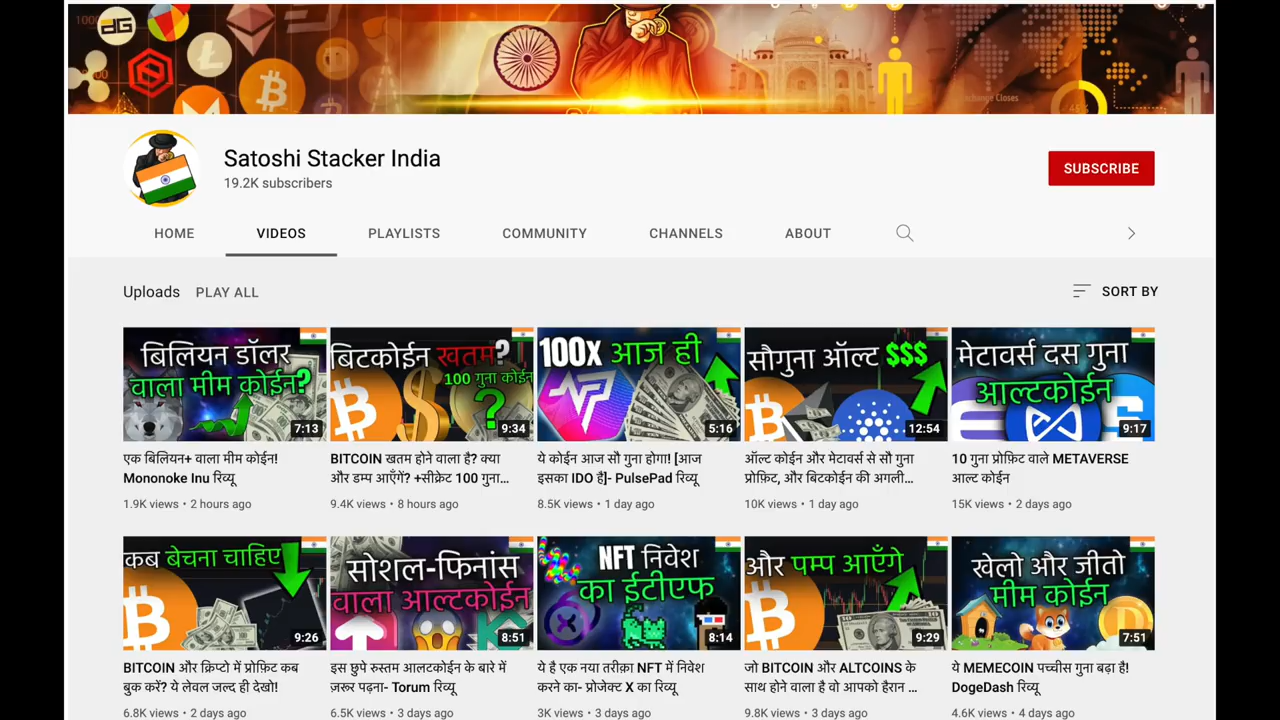 Exchange Closes
45%
Satoshi Stacker India
19.2K subscribers
SUBSCRIBE
HOME
VIDEOS
PLAYLISTS
COMMUNITY
CHANNELS
ABOUT
Uploads
PLAY ALL
SORT BY
बिलियन डॉलर
वाला मीम कोईन?
7:13
बिटकोईन खतम?
100 गुना कोईन
?
9:34
100x आज ही
5:16
सौगुना ऑल्ट $$$
12:54
मेटावर्स दस गुना
आल्टकोईन
9:17
एक बिलियन+ वाला मीम कोईन!
Mononoke Inu रिव्यू
1.9K views • 2 hours ago
BITCOIN खतम होने वाला है? क्या
और डम्प आएँगें? +सीक्रेट 100 गुना...
9.4K views • 8 hours ago
ये कोईन आज सौ गुना होगा! [आज
इसका IDO है]- PulsePad रिव्यू
8.5K views • 1 day ago
ऑल्ट कोईन और मेटावर्स से सौ गुना
प्रोफ़िट, और बिटकोईन की अगली...
10K views • 1 day ago
10 गुना प्रोफ़िट वाले METAVERSE
आल्ट कोईन
15K views • 2 days ago
कब बेचना चाहिए
9:26
सोशल-फिनांस
वाला आल्टकोईन
8:51
NFT निवेश
का ईटीएफ
8:14
और पम्प आएँगे
9:29
खेलो और जीतो
मीम कोईन
7:51
BITCOIN और क्रिप्टो में प्रोफ़िट कब
बुक करें? ये लेवल जल्द ही देखो!
6.8K views • 2 days ago
इस छुपे रुस्तम आलटकोईन के बारे में
ज़रूर पढ़ना- Torum रिव्यू
6.5K views • 3 days ago
ये है एक नया तरीक़ा NFT में निवेश
करने का- प्रोजेक्ट X का रिव्यू
3K views • 3 days ago
जो BITCOIN और ALTCOINS के
साथ होने वाला है वो आपको हैरान ...
9.8K views • 3 days ago
ये MEMECOIN पच्चीस गुना बढ़ा है!
DogeDash रिव्यू
4.6K views • 4 days ago